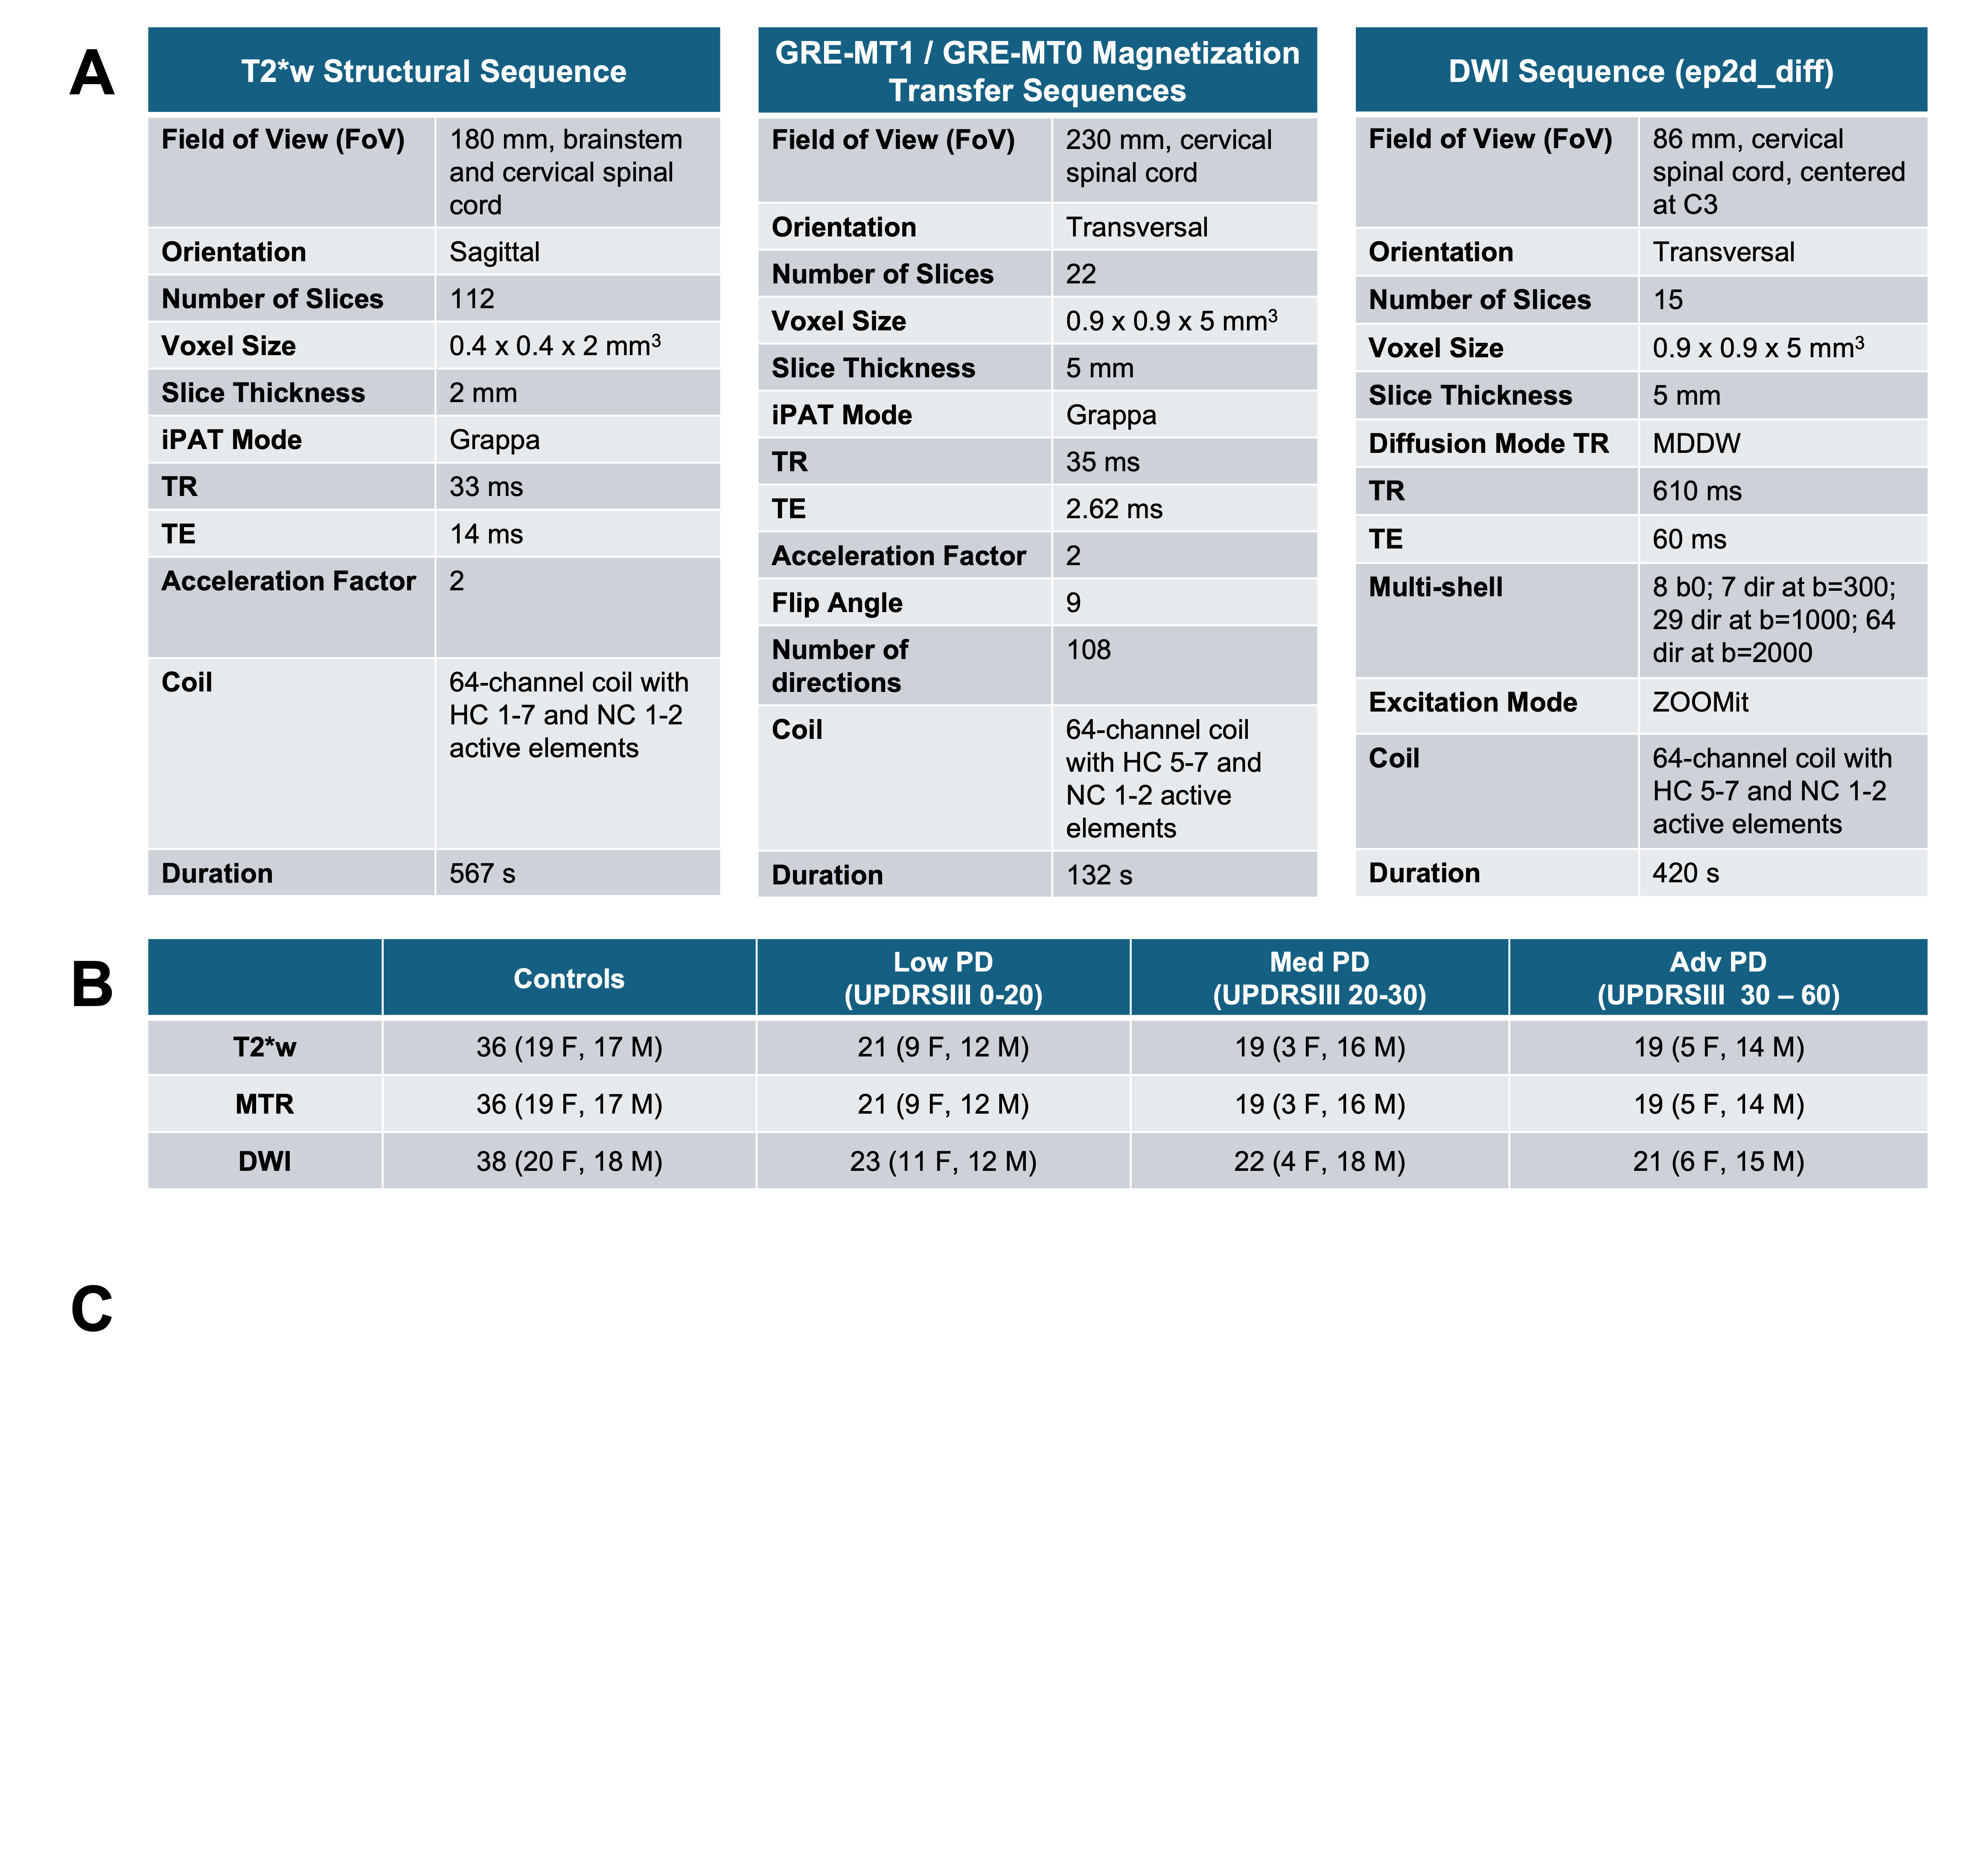 A
T2*w Structural Sequence
Field of View (FoV) 180 mm, brainstem
and cervical spinal
cord
Orientation Sagittal
Number of Slices 112
Voxel Size 0.4 x 0.4 x 2 mm³
Slice Thickness 2 mm
iPAT Mode Grappa
TR 33 ms
TE 14 ms
Acceleration Factor 2
Coil 64-channel coil with
HC 1-7 and NC 1-2
active elements
Duration 567 s
GRE-MT1 / GRE-MT0 Magnetization
Transfer Sequences
Field of View (FoV) 230 mm, cervical
spinal cord
Orientation Transversal
Number of Slices 22
Voxel Size 0.9 x 0.9 x 5 mm³
Slice Thickness 5 mm
iPAT Mode Grappa
TR 35 ms
TE 2.62 ms
Acceleration Factor 2
Flip Angle 9
Number of 108
directions
Coil 64-channel coil
with HC 5-7 and
NC 1-2 active
elements
Duration 132 s
DWI Sequence (ep2d_diff)
Field of View (FoV) 86 mm, cervical
spinal cord, centered
at C3
Orientation Transversal
Number of Slices 15
Voxel Size 0.9 x 0.9 x 5 mm³
Slice Thickness 5 mm
Diffusion Mode TR MDDW
TR 610 ms
TE 60 ms
Multi-shell 8 b0; 7 dir at b=300;
29 dir at b=1000; 64
dir at b=2000
Excitation Mode ZOOMit
Coil 64-channel coil with
HC 5-7 and NC 1-2
active elements
Duration 420 s
B
Controls Low PD (UPDRSIII 0-20) Med PD (UPDRSIII 20-30) Adv PD (UPDRSIII 30 – 60)
T2*w 36 (19 F, 17 M) 21 (9 F, 12 M) 19 (3 F, 16 M) 19 (5 F, 14 M)
MTR 36 (19 F, 17 M) 21 (9 F, 12 M) 19 (3 F, 16 M) 19 (5 F, 14 M)
DWI 38 (20 F, 18 M) 23 (11 F, 12 M) 22 (4 F, 18 M) 21 (6 F, 15 M)
C